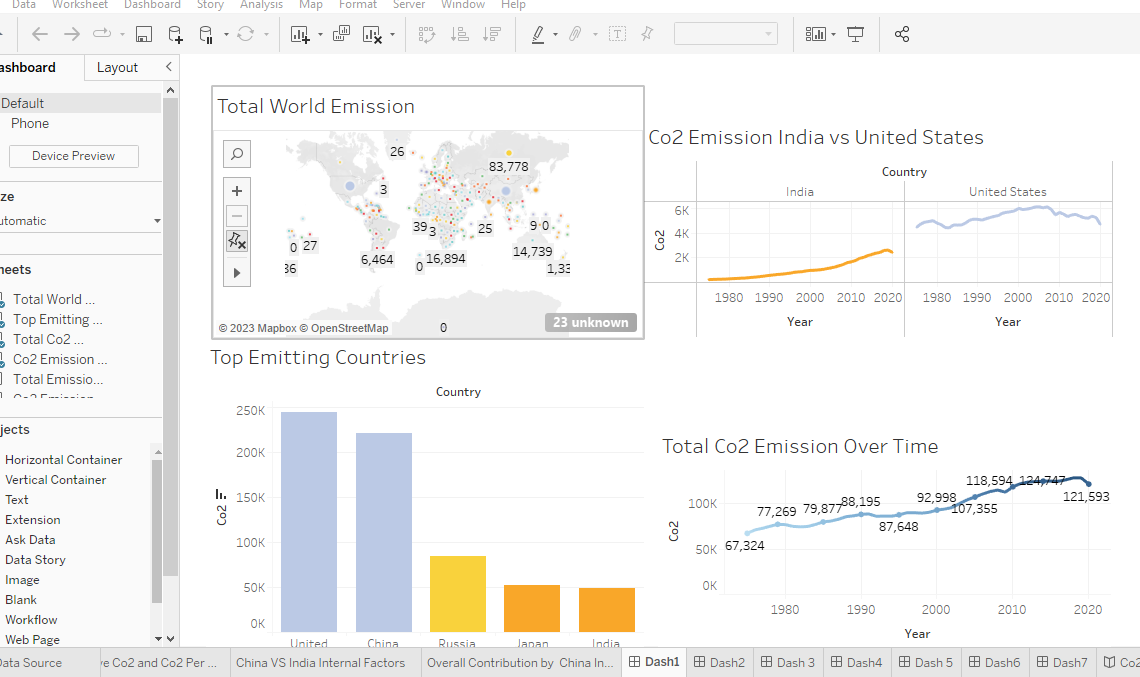 Data Worksheet Dashboard Story Analysis Map Format Server Window Help
ashboard Layout
Default
Phone
Device Preview
ze
utomatic
heets
Total World ...
Top Emitting ...
Total Co2 ...
Co2 Emission ...
Total Emissio...
Co2 Emission
jects
Horizontal Container
Vertical Container
Text
Extension
Ask Data
Data Story
Image
Blank
Workflow
Web Page
Total World Emission
26
83,778
3
39
3
25
9
0
0
27
14,739
6,464
0
16,894
36
1,33
0
© 2023 Mapbox © OpenStreetMap
23 unknown
Co2 Emission India vs United States
Country
India United States
6K
4K
2K
Co2
1980 1990 2000 2010 2020 1980 1990 2000 2010 2020
Year Year
Top Emitting Countries
Country
250K
200K
150K
100K
50K
0K
Co2
United China Russia Japan India
Total Co2 Emission Over Time
100K
50K
0K
Co2
67,324
77,269
79,877
88,195
87,648
92,998
107,355
118,594
124,747
121,593
1980 1990 2000 2010 2020
Year
Data Source
ve Co2 and Co2 Per ...
China VS India Internal Factors
Overall Contribution by China In...
Dash1
Dash2
Dash 3
Dash4
Dash 5
Dash6
Dash7
Co2